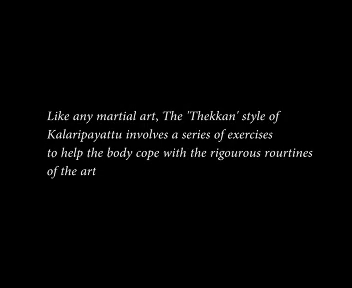 Like any martial art, The 'Thekkan' style of
Kalaripayattu involves a series of exercises
to help the body cope with the rigourous rourtines
of the art